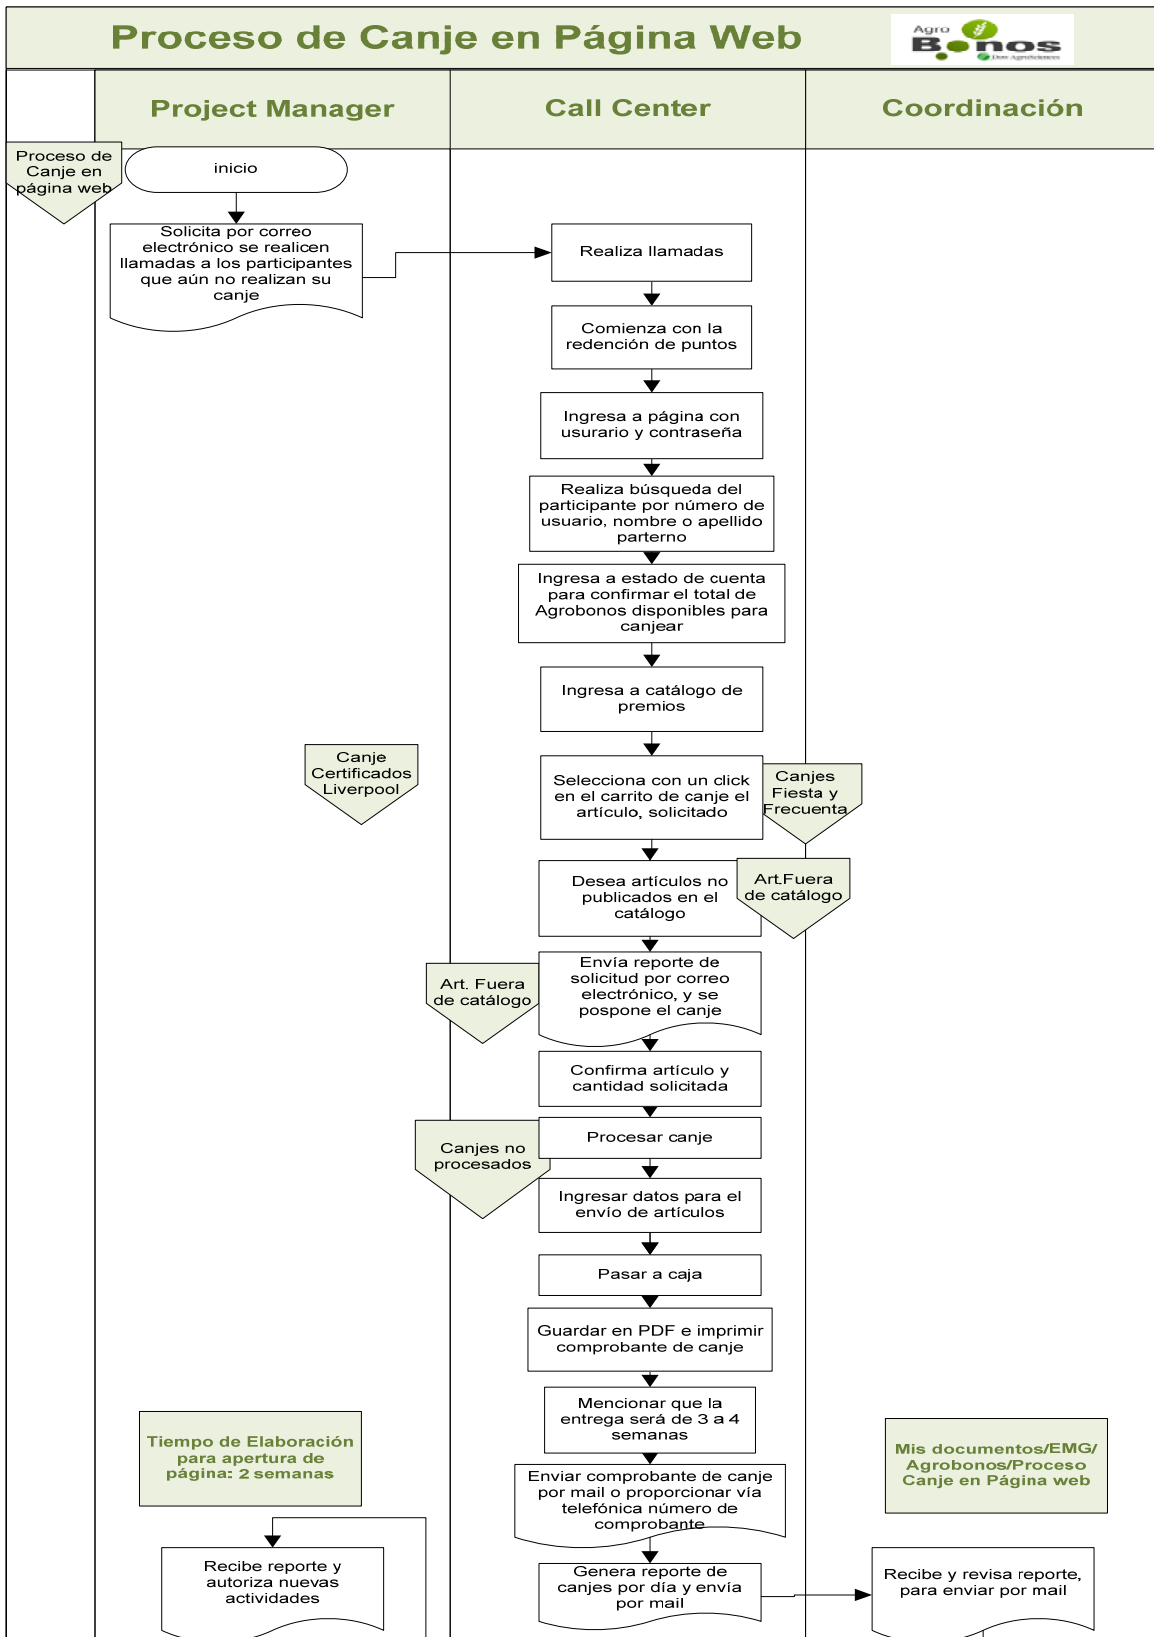 Proceso de Canje en Página Web
Agro
Bonos
Dow AgroSciences
Project Manager
Call Center
Coordinación
Proceso de
Canje en
página web
inicio
Solicita por correo
electrónico se realicen
llamadas a los participantes
que aún no realizan su
canje
Realiza llamadas
Comienza con la
redención de puntos
Ingresa a página con
usurario y contraseña
Realiza búsqueda del
participante por número de
usuario, nombre o apellido
parterno
Ingresa a estado de cuenta
para confirmar el total de
Agrobonos disponibles para
canjear
Ingresa a catálogo de
premios
Canje
Certificados
Liverpool
Selecciona con un click
en el carrito de canje el
artículo, solicitado
Canjes
Fiesta y
Frecuenta
Desea artículos no
publicados en el
catálogo
Art.Fuera
de catálogo
Art. Fuera
de catálogo
Envía reporte de
solicitud por correo
electrónico, y se
pospone el canje
Confirma artículo y
cantidad solicitada
Canjes no
procesados
Procesar canje
Ingresar datos para el
envío de artículos
Pasar a caja
Guardar en PDF e imprimir
comprobante de canje
Mencionar que la
entrega será de 3 a 4
semanas
Tiempo de Elaboración
para apertura de
página: 2 semanas
Mis documentos/EMG/
Agrobonos/Proceso
Canje en Página web
Enviar comprobante de canje
por mail o proporcionar vía
telefónica número de
comprobante
Recibe reporte y
autoriza nuevas
actividades
Genera reporte de
canjes por día y envía
por mail
Recibe y revisa reporte,
para enviar por mail